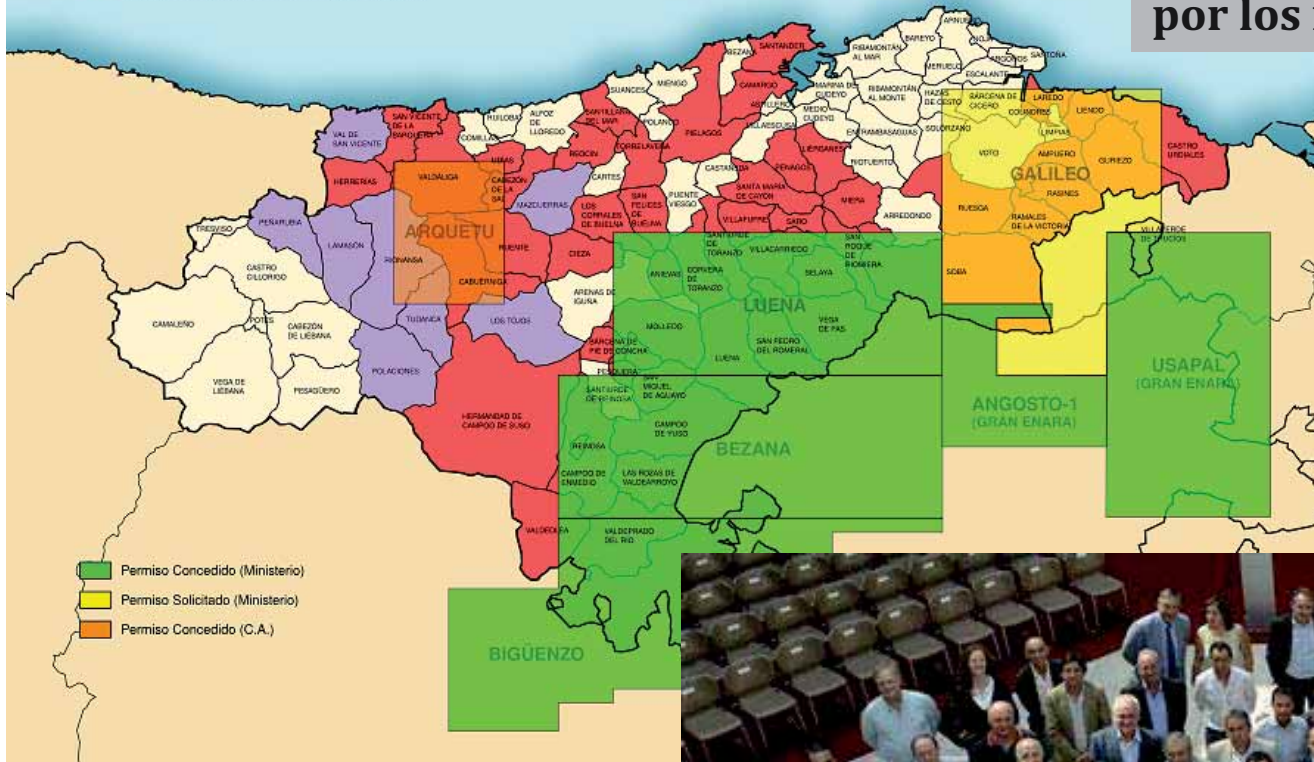 por los
ARNUERO
BAREYO
NOJA
RIBAMONTÁN
AL MAR
ARGOÑOS
SANTOÑA
MERUELO
ESCALANTE
SANTANDER
BEZANA
MIENGO
SUANCES
CAMARGO
ASTILLERO
MARINA DE
CUDEYO
RIBAMONTÁN
AL MONTE
HAZAS
DE CESTO
BÁRCENA DE
CICERO
LAREDO
COLINDRES
LIENDO
LIMPIAS
MEDIO
CUDEYO
VILLAESCUSA
ENTRAMBASAGUAS
SOLÓRZANO
VOTO
AMPUERO
GURIEZO
CASTRO
URDIALES
GALILEO
RASINES
RUESGA
RAMALES
DE LA VICTORIA
SOBA
VILLAVERDE
DE TRUCIOS
SAN VICENTE
DE LA
BARQUERA
VAL DE
SAN VICENTE
COMILLAS
RUILOBA
ALFOZ
DE
LLOREDO
SANTILLANA
DEL MAR
POLANCO
PIELAGOS
TORRELAVEGA
REOCIN
UDIAS
CABEZÓN
DE LA
SAL
VALDÁLIGA
HERRERÍAS
MAZCUERRAS
CARTES
CASTAÑEDA
PUENTE
VIESGO
PENAGOS
LIÉRGANES
RIOTUERTO
SANTA MARÍA
DE CAYÓN
MIERA
ARREDONDO
VILLAFUFRE
SARO
LOS
CORRALES
DE BUELNA
SAN
FELICES
DE
BUELNA
ARQUETU
PEÑARRUBIA
TRESVISO
LAMASÓN
RIONANSA
RUENTE
CIEZA
CABUÉRNIGA
CASTRO
CILLORIGO
ARENAS DE
IGUÑA
CAMALEÑO
POTES
CABEZÓN
DE LIÉBANA
TUDANCA
LOS TOJOS
POLACIONES
VEGA DE
LIÉBANA
PESAGÜERO
SANTIURDE
DE
TORANZO
VILLACARRIEDO
SAN
ROQUE
DE
RIOMIERA
ANIEVAS
CORVERA
DE
TORANZO
SELAYA
LUENA
MOLLEDO
VEGA
DE PAS
SAN PEDRO
DEL ROMERAL
LUENA
BÁRCENA DE
PIE DE CONCHA
PESQUERA
SANTIURDE
DE REINOSA
SAN
MIGUEL
DE AGUAYO
HERMANDAD DE
CAMPOO DE SUSO
CAMPOO
DE YUSO
REINOSA
BEZANA
CAMPOO DE
ENMEDIO
LAS ROZAS DE
VALDEARROYO
VALDEOLEA
VALDEPRADO
DEL RIO
USAPAL
(GRAN ENARA)
ANGOSTO-1
(GRAN ENARA)
BIGÜENZO
Permiso Concedido (Ministerio)
Permiso Solicitado (Ministerio)
Permiso Concedido (C.A.)